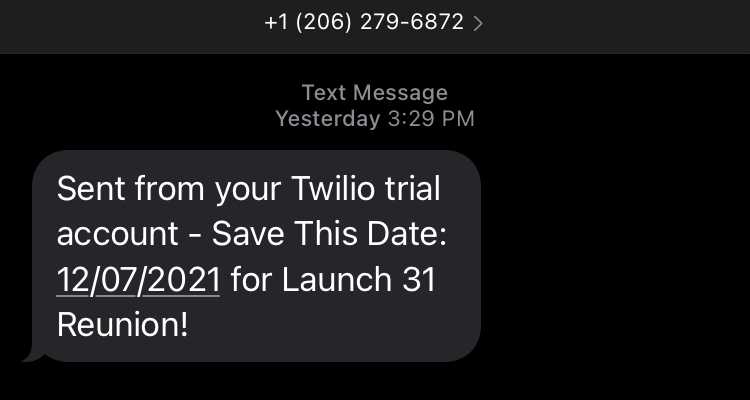 +1 (206) 279-6872
Text Message
Yesterday 3:29 PM
Sent from your Twilio trial
account - Save This Date:
12/07/2021 for Launch 31
Reunion!